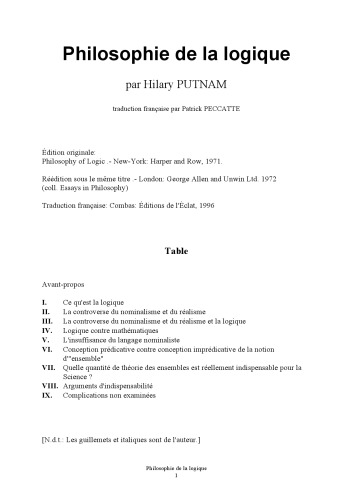 Philosophie de la logique
par Hilary PUTNAM
traduction française par Patrick PECCATTE
Édition originale:
Philosophy of Logic .- New-York: Harper and Row, 1971.
Réédition sous le même titre .- London: George Allen and Unwin Ltd. 1972
(coll. Essays in Philosophy)
Traduction française: Combas: Éditions de l'Éclat, 1996
Table
Avant-propos
I. Ce qu'est la logique
II. La controverse du nominalisme et du réalisme
III. La controverse du nominalisme et du réalisme et la logique
IV. Logique contre mathématiques
V. L'insuffisance du langage nominaliste
VI. Conception prédicative contre conception imprédicative de la notion
d'"ensemble"
VII. Quelle quantité de théorie des ensembles est réellement indispensable pour la
Science ?
VIII. Arguments d'indispensabilité
IX. Complications non examinées
[N.d.t.: Les guillemets et italiques sont de l'auteur.]
Philosophie de la logique
1